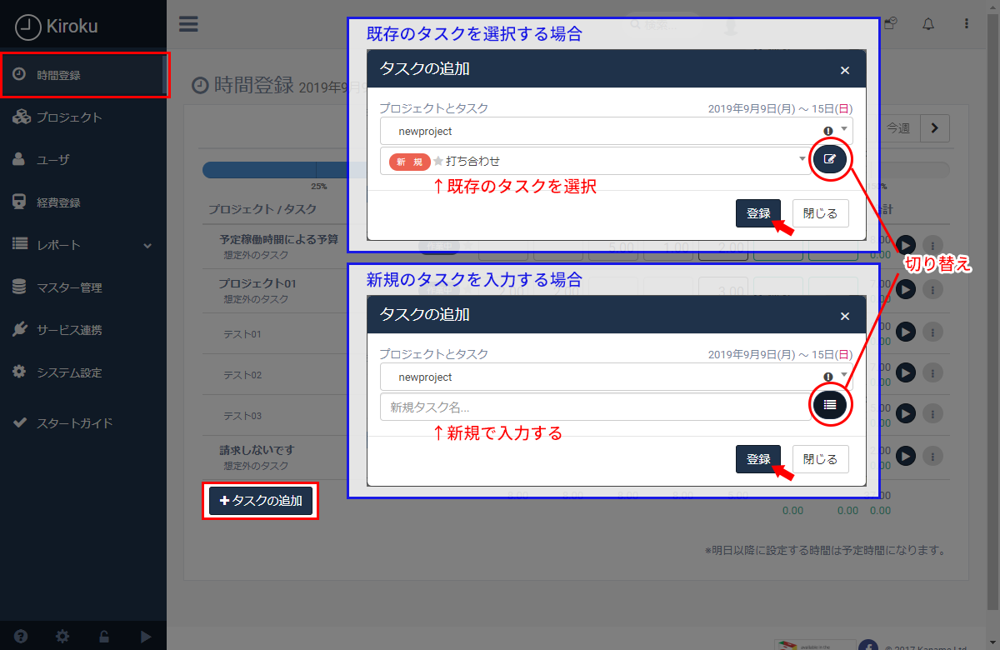 Kiroku
時間登録
プロジェクト
ユーザ
経費登録
レポート
マスター管理
サービス連携
システム設定
スタートガイド
時間登録 2019年9月9
今週
25%
プロジェクト / タスク
予定稼働時間による予算
想定外のタスク
プロジェクト01
想定外のタスク
テスト01
テスト02
テスト03
請求しないです
想定外のタスク
+タスクの追加
既存のタスクを選択する場合
タスクの追加
×
プロジェクトとタスク
2019年9月9日(月) ～ 15日(日)
newproject
新 規
打ち合わせ
↑既存のタスクを選択
登録
閉じる
5.00 1.00 2.00
切り替え
新規のタスクを入力する場合
2.00 2.00 3.00
タスクの追加
×
プロジェクトとタスク
2019年9月9日(月) ～ 15日(日)
newproject
新規タスク名...
↑新規で入力する
登録
閉じる
0.00 0.00 0.00
※明日以降に設定する時間は予定時間になります。
© 2017 Kaname Ltd.